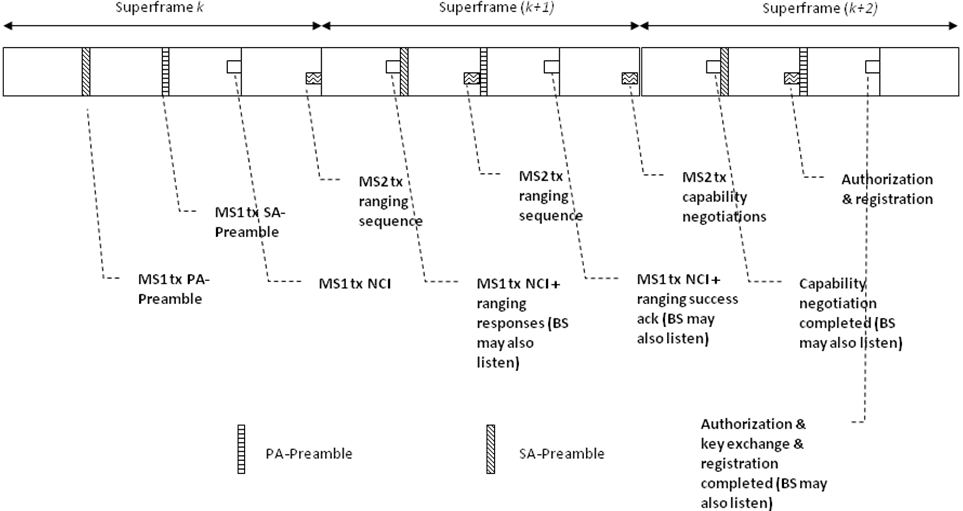 Superframe k
Superframe (k+1)
Superframe (k+2)
MS2 tx
ranging
sequence
MS2 tx
ranging
sequence
MS2 tx
capability
negotiations
Authorization
& registration
MS1 tx SA-
Preamble
MS1 tx PA-
Preamble
MS1 tx NCI
MS1 tx NCI +
ranging
responses (BS
may also
listen)
MS1 tx NCI +
ranging success
ack (BS may
also listen)
Capability
negotiation
completed (BS
may also listen)
Authorization &
key exchange &
registration
completed (BS may
also listen)
PA-Preamble
SA-Preamble